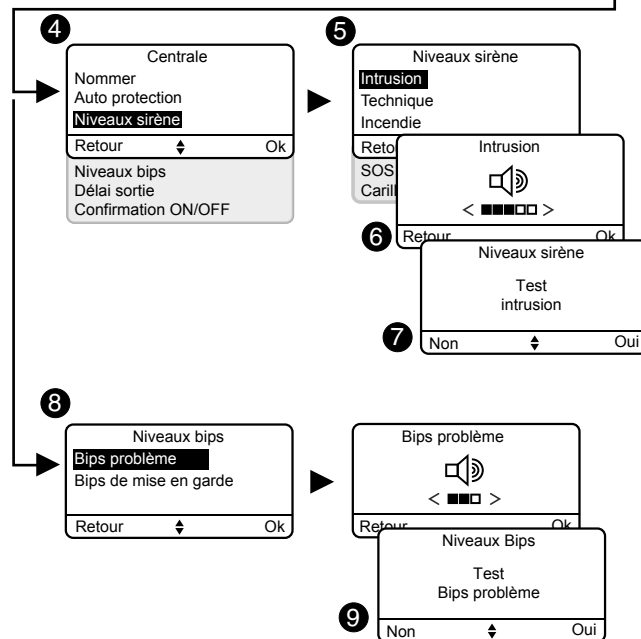 4
Centrale
Nommer
Auto protection
Niveaux sirène
Retour Ok
Niveaux bips
Délai sortie
Confirmation ON/OFF
5
Niveaux sirène
Intrusion
Technique
Incendie
Reto
SOS
Carill
Intrusion
< >
6
Retour Ok
Niveaux sirène
Test
intrusion
7
Non Oui
8
Niveaux bips
Bips problème
Bips de mise en garde
Retour Ok
Bips problème
< >
Retour Ok
Niveaux Bips
Test
Bips problème
9
Non Oui